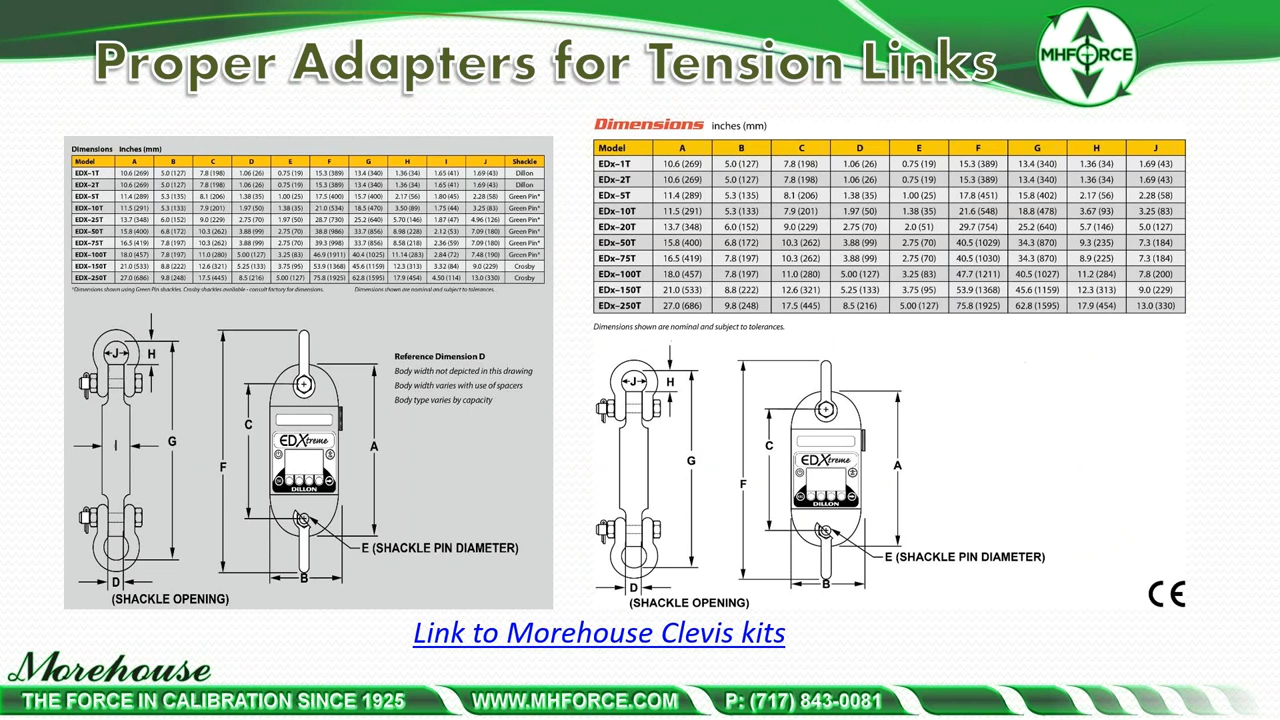 Proper Adapters for Tension Links
MHFORCE
Dimensions inches (mm)
Model A B C D E F G H I J Shackle
EDX–1T 10.6 (269) 5.0 (127) 7.8 (198) 1.06 (26) 0.75 (19) 15.3 (389) 13.4 (340) 1.36 (34) 1.65 (41) 1.69 (43) Dillon
EDX–2T 10.6 (269) 5.0 (127) 7.8 (198) 1.06 (26) 0.75 (19) 15.3 (389) 13.4 (340) 1.36 (34) 1.65 (41) 1.69 (43) Dillon
EDX–5T 11.4 (289) 5.3 (135) 8.1 (206) 1.38 (35) 1.00 (25) 17.5 (400) 15.7 (400) 2.17 (56) 1.80 (45) 2.28 (58) Green Pin*
EDX–10T 11.5 (291) 5.3 (133) 7.9 (201) 1.97 (50) 1.38 (35) 21.0 (534) 18.5 (470) 3.50 (89) 1.75 (44) 3.25 (83) Green Pin*
EDX–25T 13.7 (348) 6.0 (152) 9.0 (229) 2.75 (70) 1.97 (50) 28.7 (730) 25.2 (640) 5.70 (146) 1.87 (47) 4.96 (126) Green Pin*
EDX–50T 15.8 (400) 6.8 (172) 10.3 (262) 3.88 (99) 2.75 (70) 38.8 (986) 33.7 (856) 8.98 (228) 2.12 (53) 7.09 (180) Green Pin*
EDX–75T 16.5 (419) 7.8 (197) 10.3 (262) 3.88 (99) 2.75 (70) 39.3 (998) 33.7 (856) 8.58 (218) 2.36 (59) 7.09 (180) Green Pin*
EDX–100T 18.0 (457) 7.8 (197) 11.0 (280) 5.00 (127) 3.25 (83) 46.9 (1911) 40.4 (1025) 11.14 (283) 2.84 (72) 7.48 (190) Green Pin*
EDX–150T 21.0 (533) 8.8 (222) 12.6 (321) 5.25 (133) 3.75 (95) 53.9 (1368) 45.6 (1159) 12.3 (313) 3.32 (84) 9.0 (229) Crosby
EDX–250T 27.0 (686) 9.8 (248) 17.5 (445) 8.5 (216) 5.00 (127) 75.8 (1925) 62.8 (1595) 17.9 (454) 4.50 (114) 13.0 (330) Crosby
*Dimensions shown using Green Pin shackles. Crosby shackles available - consult factory for dimensions. Dimensions shown are nominal and subject to tolerances.
J H
I G
D
(SHACKLE OPENING)
F C A B
EDXtreme
DILLON
E (SHACKLE PIN DIAMETER)
Reference Dimension D
Body width not depicted in this drawing
Body width varies with use of spacers
Body type varies by capacity
Dimensions inches (mm)
Model A B C D E F G H J
EDx–1T 10.6 (269) 5.0 (127) 7.8 (198) 1.06 (26) 0.75 (19) 15.3 (389) 13.4 (340) 1.36 (34) 1.69 (43)
EDx–2T 10.6 (269) 5.0 (127) 7.8 (198) 1.06 (26) 0.75 (19) 15.3 (389) 13.4 (340) 1.36 (34) 1.69 (43)
EDx–5T 11.4 (289) 5.3 (135) 8.1 (206) 1.38 (35) 1.00 (25) 17.8 (451) 15.8 (402) 2.17 (56) 2.28 (58)
EDx–10T 11.5 (291) 5.3 (133) 7.9 (201) 1.97 (50) 1.38 (35) 21.6 (548) 18.8 (478) 3.67 (93) 3.25 (83)
EDx–20T 13.7 (348) 6.0 (152) 9.0 (229) 2.75 (70) 2.0 (51) 29.7 (754) 25.2 (640) 5.7 (146) 5.0 (127)
EDx–50T 15.8 (400) 6.8 (172) 10.3 (262) 3.88 (99) 2.75 (70) 40.5 (1029) 34.3 (870) 9.3 (235) 7.3 (184)
EDx–75T 16.5 (419) 7.8 (197) 10.3 (262) 3.88 (99) 2.75 (70) 40.5 (1030) 34.3 (870) 8.9 (225) 7.3 (184)
EDx–100T 18.0 (457) 7.8 (197) 11.0 (280) 5.00 (127) 3.25 (83) 47.7 (1211) 40.5 (1027) 11.2 (284) 7.8 (200)
EDx–150T 21.0 (533) 8.8 (222) 12.6 (321) 5.25 (133) 3.75 (95) 53.9 (1368) 45.6 (1159) 12.3 (313) 9.0 (229)
EDx–250T 27.0 (686) 9.8 (248) 17.5 (445) 8.5 (216) 5.00 (127) 75.8 (1925) 62.8 (1595) 17.9 (454) 13.0 (330)
Dimensions shown are nominal and subject to tolerances.
J H
G
D
(SHACKLE OPENING)
F C A B
EDXtreme
DILLON
E (SHACKLE PIN DIAMETER)
CE
Link to Morehouse Clevis kits
Morehouse
THE FORCE IN CALIBRATION SINCE 1925 WWW.MHFORCE.COM P: (717) 843-0081